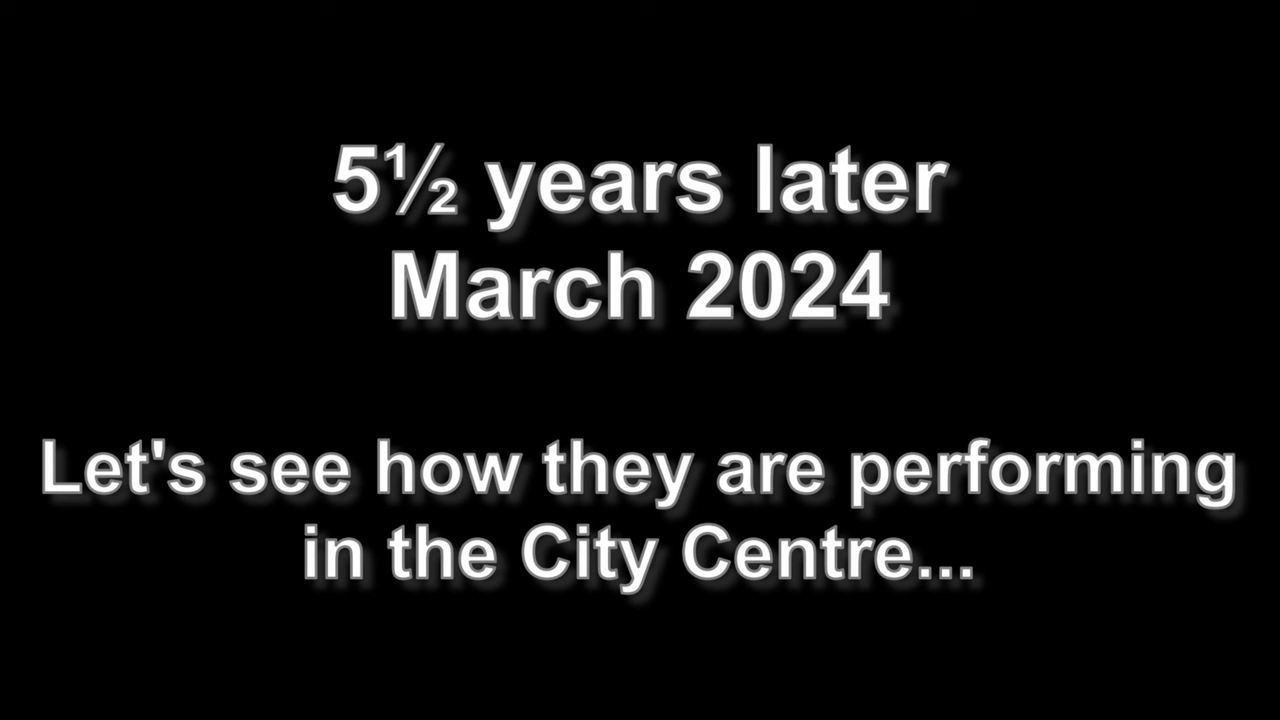 5½ years later
March 2024
Let's see how they are performing
in the City Centre...